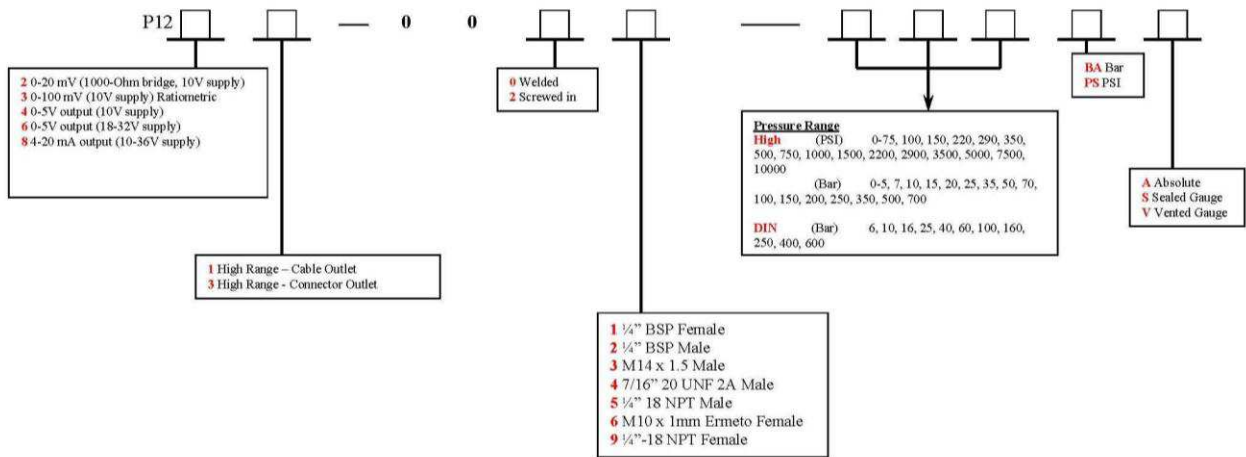 P12 — 0 0 —
2 0-20 mV (1000-Ohm bridge, 10V supply)
3 0-100 mV (10V supply) Ratiometric
4 0-5V output (10V supply)
6 0-5V output (18-32V supply)
8 4-20 mA output (10-36V supply)
0 Welded
2 Screwed in
BA Bar
PS PSI
Pressure Range
High (PSI) 0-75, 100, 150, 220, 290, 350,
500, 750, 1000, 1500, 2200, 2900, 3500, 5000, 7500,
10000
(Bar) 0-5, 7, 10, 15, 20, 25, 35, 50, 70,
100, 150, 200, 250, 350, 500, 700
DIN (Bar) 6, 10, 16, 25, 40, 60, 100, 160,
250, 400, 600
A Absolute
S Sealed Gauge
V Vented Gauge
1 High Range – Cable Outlet
3 High Range - Connector Outlet
1 ¼” BSP Female
2 ¼” BSP Male
3 M14 x 1.5 Male
4 7/16” 20 UNF 2A Male
5 ¼” 18 NPT Male
6 M10 x 1mm Ermeto Female
9 ¼”-18 NPT Female